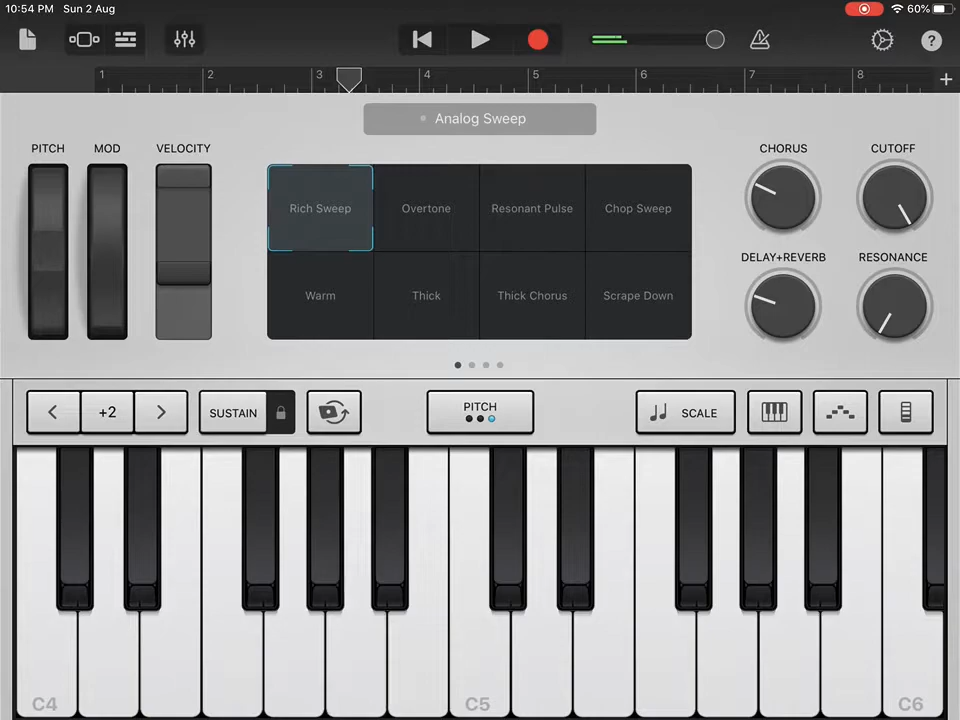 10:54 PM Sun 2 Aug
60%
1 2 3 4 5 6 7 8 +
?
Analog Sweep
PITCH MOD VELOCITY
CHORUS CUTOFF
Rich Sweep Overtone Resonant Pulse Chop Sweep
DELAY+REVERB RESONANCE
Warm Thick Thick Chorus Scrape Down
+2 SUSTAIN PITCH SCALE
C4 C5 C6